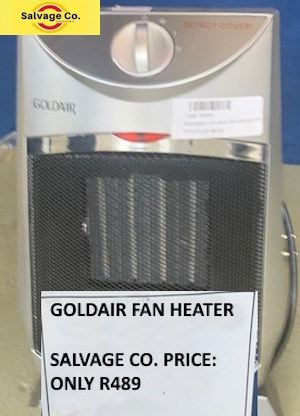 Salvage Co.
DO NOT COVER
GOLDAIR
GOLDAIR FAN HEATER
SALVAGE CO. PRICE:
ONLY R489